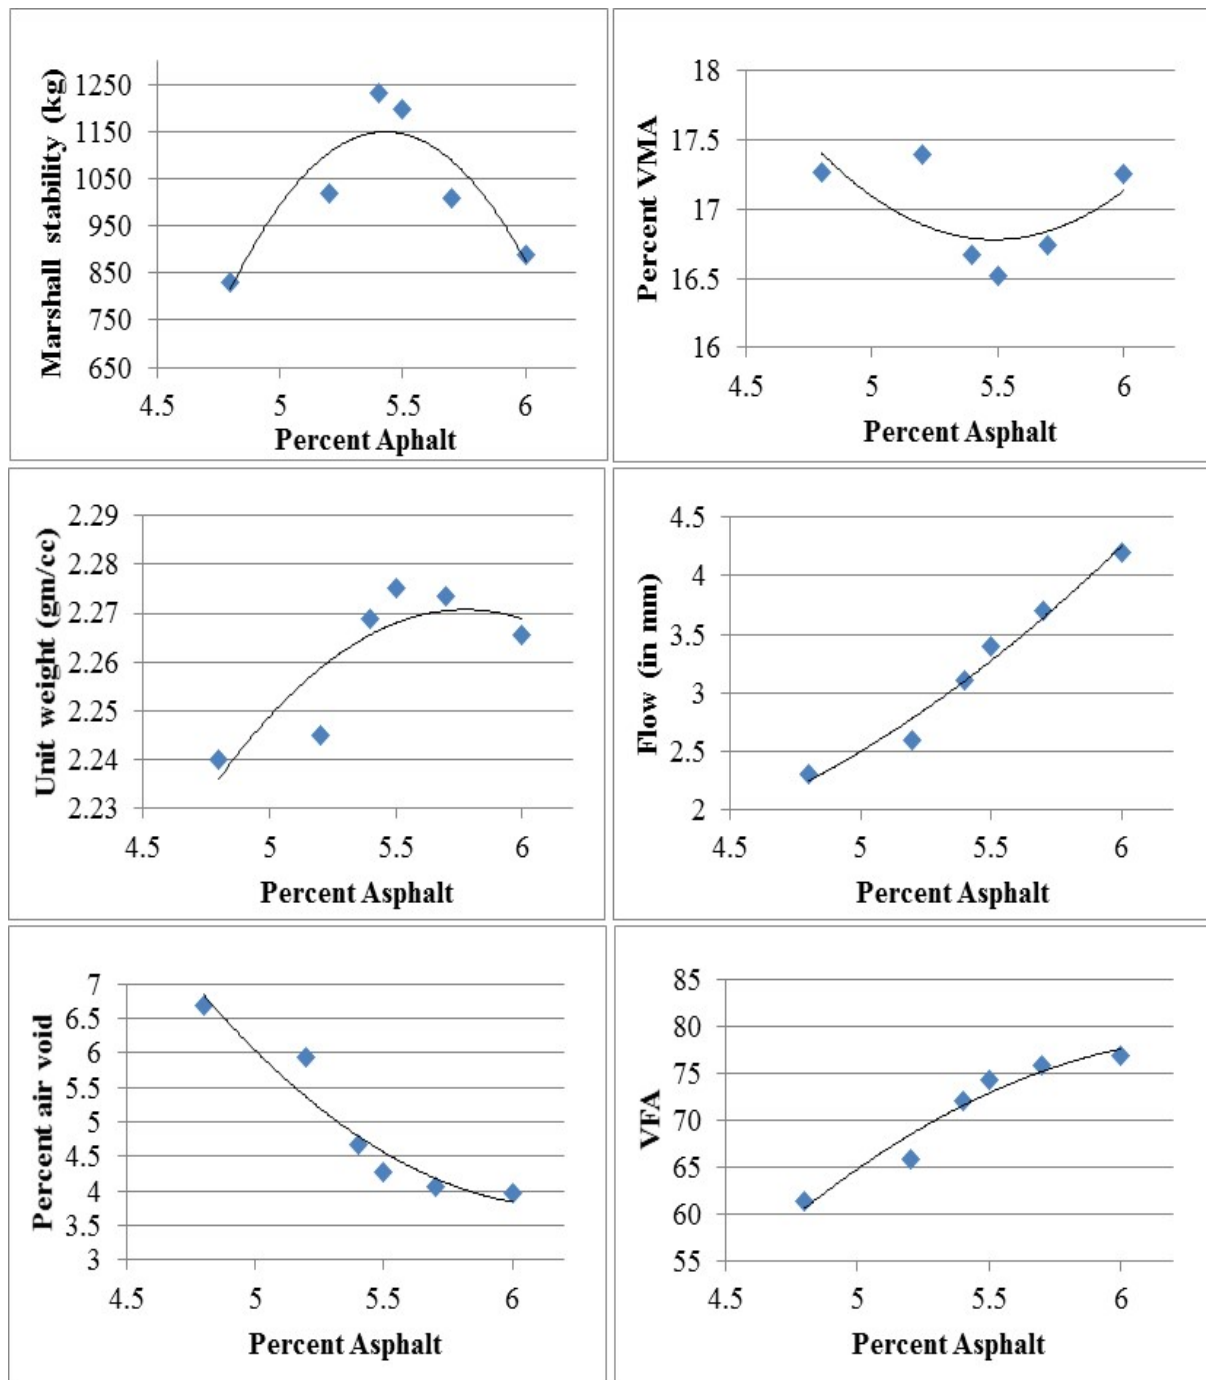 Marshall stability (kg)
1250
1150
1050
950
850
750
650
4.5 5 5.5 6
Percent Aphalt
Percent VMA
18
17.5
17
16.5
16
4.5 5 5.5 6
Percent Asphalt
Unit weight (gm/cc)
2.29
2.28
2.27
2.26
2.25
2.24
2.23
4.5 5 5.5 6
Percent Asphalt
Flow (in mm)
4.5
4
3.5
3
2.5
2
4.5 5 5.5 6
Percent Asphalt
Percent air void
7
6.5
6
5.5
5
4.5
4
3.5
3
4.5 5 5.5 6
Percent Asphalt
VFA
85
80
75
70
65
60
55
4.5 5 5.5 6
Percent Asphalt